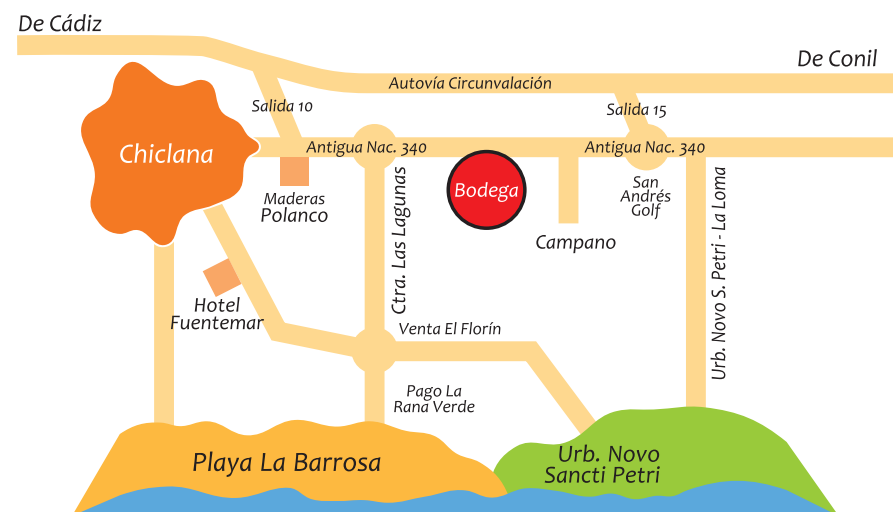 De Cádiz
De Conil
Autovía Circunvalación
Salida 10
Salida 15
Chiclana
Antigua Nac. 340
Antigua Nac. 340
Maderas
Polanco
Ctra. Las Lagunas
Bodega
San
Andrés
Golf
Campano
Urb. Novo S. Petri - La Loma
Hotel
Fuentemar
Venta El Florín
Pago La
Rana Verde
Playa La Barrosa
Urb. Novo
Sancti Petri